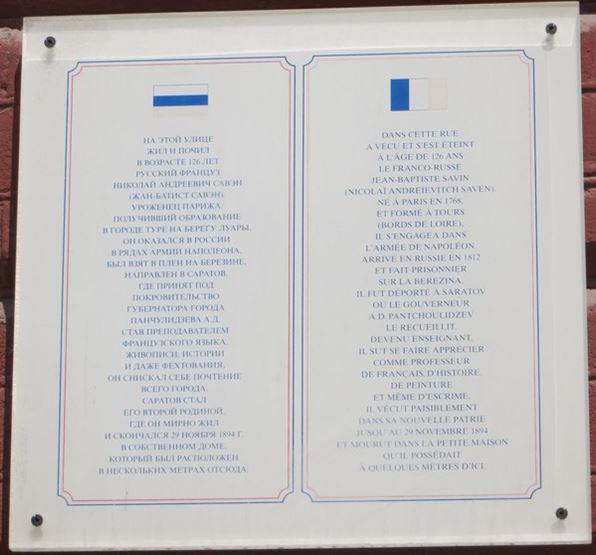 НА ЭТОЙ УЛИЦЕ
ЖИЛ И ПОЧИЛ
В ВОЗРАСТЕ 126 ЛЕТ
РУССКИЙ ФРАНЦУЗ
НИКОЛАЙ АНДРЕЕВИЧ САВЭН
(ЖАН-БАТИСТ САВЭН).
УРОЖЕНЕЦ ПАРИЖА,
ПОЛУЧИВШИЙ ОБРАЗОВАНИЕ
В ГОРОДЕ ТУРЕ НА БЕРЕГУ ЛУАРЫ,
ОН ОКАЗАЛСЯ В РОССИИ
В РЯДАХ АРМИИ НАПОЛЕОНА,
БЫЛ ВЗЯТ В ПЛЕН НА БЕРЕЗИНЕ,
НАПРАВЛЕН В САРАТОВ,
ГДЕ ПРИНЯТ ПОД
ПОКРОВИТЕЛЬСТВО
ГУБЕРНАТОРА ГОРОДА
ПАНЧУЛИДЗЕВА А.Д.
СТАВ ПРЕПОДАВАТЕЛЕМ
ФРАНЦУЗСКОГО ЯЗЫКА,
ЖИВОПИСИ, ИСТОРИИ
И ДАЖЕ ФЕХТОВАНИЯ,
ОН СНИСКАЛ СЕБЕ ПОЧТЕНИЕ
ВСЕГО ГОРОДА.
САРАТОВ СТАЛ
ЕГО ВТОРОЙ РОДИНОЙ,
ГДЕ ОН МИРНО ЖИЛ
И СКОНЧАЛСЯ 29 НОЯБРЯ 1894 Г.
В СОБСТВЕННОМ ДОМЕ,
КОТОРЫЙ БЫЛ РАСПОЛОЖЕН
В НЕСКОЛЬКИХ МЕТРАХ ОТСЮДА.
DANS CETTE RUE
A VÉCU ET S'EST ÉTEINT
À L'ÂGE DE 126 ANS
LE FRANCO-RUSSE
JEAN-BAPTISTE SAVIN
(NICOLAÏ ANDREÏEVITCH SAVEN).
NÉ À PARIS EN 1768,
ET FORMÉ À TOURS
(BORDS DE LOIRE),
IL S'ENGAGEA DANS
L'ARMÉE DE NAPOLÉON.
ARRIVÉ EN RUSSIE EN 1812
ET FAIT PRISONNIER
SUR LA BEREZINA,
IL FUT DÉPORTÉ À SARATOV
OÙ LE GOUVERNEUR
A.D. PANTCHOULIDZEV
LE RECUEILLIT.
DEVENU ENSEIGNANT,
IL SUT SE FAIRE APPRÉCIER
COMME PROFESSEUR
DE FRANÇAIS, D'HISTOIRE,
DE PEINTURE
ET MÊME D'ESCRIME.
IL VÉCUT PAISIBLEMENT
DANS SA NOUVELLE PATRIE
JUSQU'AU 29 NOVEMBRE 1894
ET MOURUT DANS LA PETITE MAISON
QU'IL POSSÉDAIT
À QUELQUES MÈTRES D'ICI.